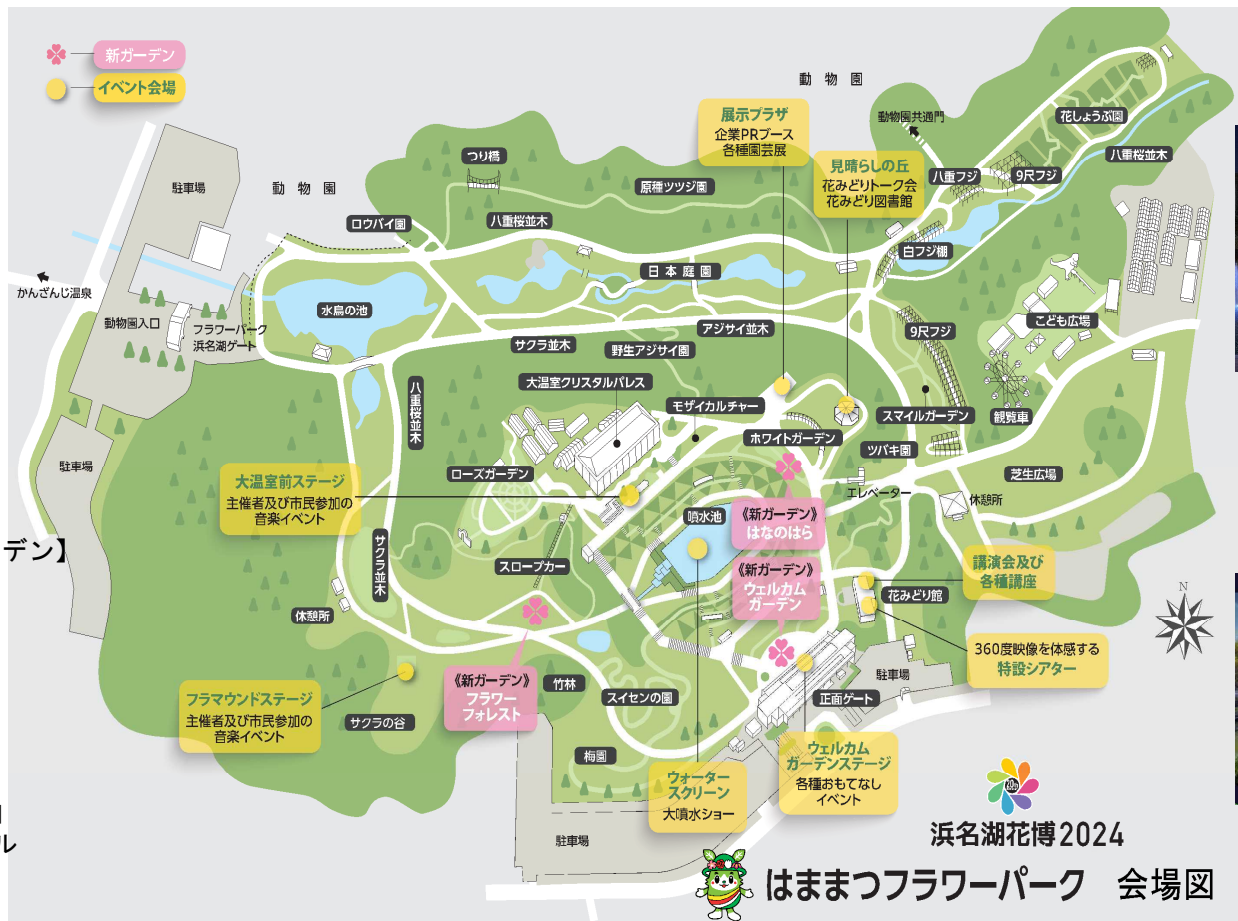 新ガーデン
イベント会場
動物園
展示プラザ
企業PRブース
各種園芸展
動物園共通門
花しょうぶ園
八重桜並木
見晴らしの丘
花みどりトーク会
花みどり図書館
八重フジ
9尺フジ
つり橋
原種ツツジ園
駐車場
動物園
ロウバイ園
八重桜並木
白フジ棚
日本庭園
かんざんじ温泉
動物園入口
フラワーパーク
浜名湖ゲート
水鳥の池
アジサイ並木
サクラ並木
野生アジサイ園
9尺フジ
こども広場
大温室クリスタルパレス
八重桜並木
モザイカルチャー
スマイルガーデン
観覧車
ホワイトガーデン
ツバキ園
駐車場
ローズガーデン
芝生広場
大温室前ステージ
主催者及び市民参加の
音楽イベント
エレベーター
休憩所
噴水池
《新ガーデン》
はなのはら
デン】
サクラ並木
スロープカー
《新ガーデン》
ウェルカム
ガーデン
講演会及び
各種講座
花みどり館
N
休憩所
360度映像を体感する
特設シアター
《新ガーデン》
フラワー
フォレスト
竹林
スイセンの園
駐車場
正面ゲート
フラマウンドステージ
主催者及び市民参加の
音楽イベント
サクラの谷
梅園
ウォーター
スクリーン
大噴水ショー
ウェルカム
ガーデンステージ
各種おもてなし
イベント
駐車場
ル
浜名湖花博2024
はままつフラワーパーク 会場図